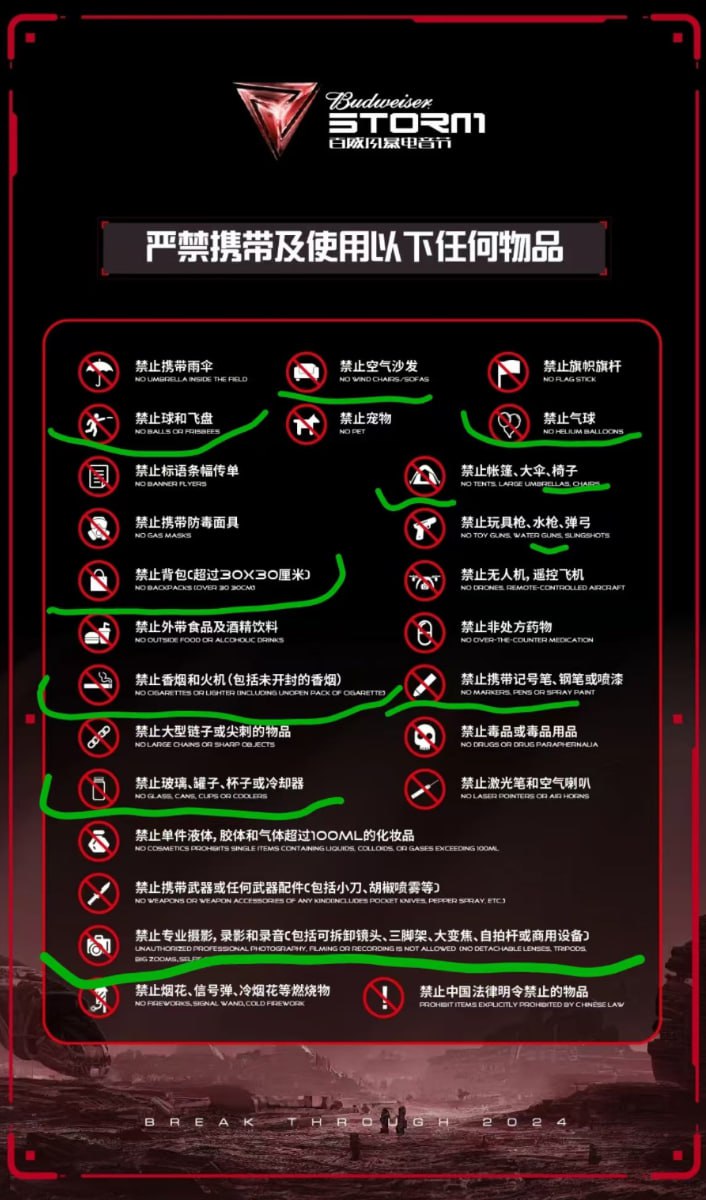 Budweiser
STORM
百威风暴电音节
严禁携带及使用以下任何物品
禁止携带雨伞
NO UMBRELLA INSIDE THE FIELD
禁止空气沙发
NO WIND CHAIRS/SOFAS
禁止旗帜旗杆
NO FLAG STICK
禁止球和飞盘
NO BALLS OR FRISBEES
禁止宠物
NO PET
禁止气球
NO HELIUM BALLOONS
禁止标语条幅传单
NO BANNER FLYERS
禁止帐篷、大伞、椅子
NO TENTS, LARGE UMBRELLAS, CHAIRS
禁止携带防毒面具
NO GAS MASKS
禁止玩具枪、水枪、弹弓
NO TOY GUNS, WATER GUNS, SLINGSHOTS
禁止背包(超过30X30厘米)
NO BACKPACKS (OVER 30 30CM)
禁止无人机, 遥控飞机
NO DRONES, REMOTE-CONTROLLED AIRCRAFT
禁止外带食品及酒精饮料
NO OUTSIDE FOOD OR ALCOHOLIC DRINKS
禁止非处方药物
NO OVER-THE-COUNTER MEDICATION
禁止香烟和火机(包括未开封的香烟)
NO CIGARETTES OR LIGHTER (INCLUDING UNOPEN PACK OF CIGARETTE)
禁止携带记号笔、钢笔或喷漆
NO MARKERS, PENS OR SPRAY PAINT
禁止大型链子或尖刺的物品
NO LARGE CHAINS OR SHARP OBJECTS
禁止毒品或毒品用品
NO DRUGS OR DRUG PARAPHERNALIA
禁止玻璃、罐子、杯子或冷却器
NO GLASS, CANS, CUPS OR COOLERS
禁止激光笔和空气喇叭
NO LASER POINTERS OR AIR HORNS
禁止单件液体, 胶体和气体超过100ML的化妆品
NO COSMETICS PROHIBITS SINGLE ITEMS CONTAINING LIQUIDS, COLLOIDS, OR GASES EXCEEDING 100ML
禁止携带武器或任何武器配件(包括小刀、胡椒喷雾等)
NO WEAPONS OR WEAPON ACCESSORIES OF ANY KIND(INCLUDES POCKET KNIVES, PEPPER SPRAY, ETC.)
禁止专业摄影, 录影和录音(包括可拆卸镜头、三脚架、大变焦、自拍杆或商用设备)
UNAUTHORIZED PROFESSIONAL PHOTOGRAPHY, FILMING OR RECORDING IS NOT ALLOWED (NO DETACHABLE LENSES, TRIPODS,
BIG ZOOMS,
禁止烟花、信号弹、冷烟花等燃烧物
NO FIREWORKS, SIGNAL WAND, COLD FIREWORK
禁止中国法律明令禁止的物品
PROHIBIT ITEMS EXPLICITLY PROHIBITED BY CHINESE LAW
BREAK THROUGH 2024